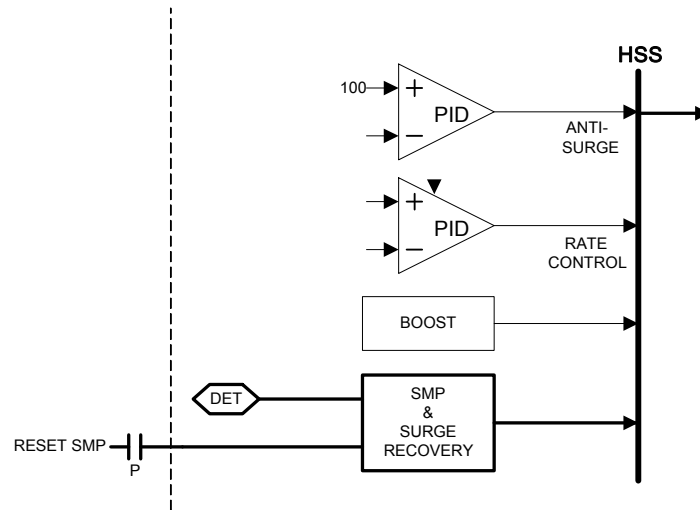 HSS
100
+
PID
−
ANTI-
SURGE
+
PID
−
RATE
CONTROL
BOOST
DET
SMP
&
SURGE
RECOVERY
RESET SMP
P